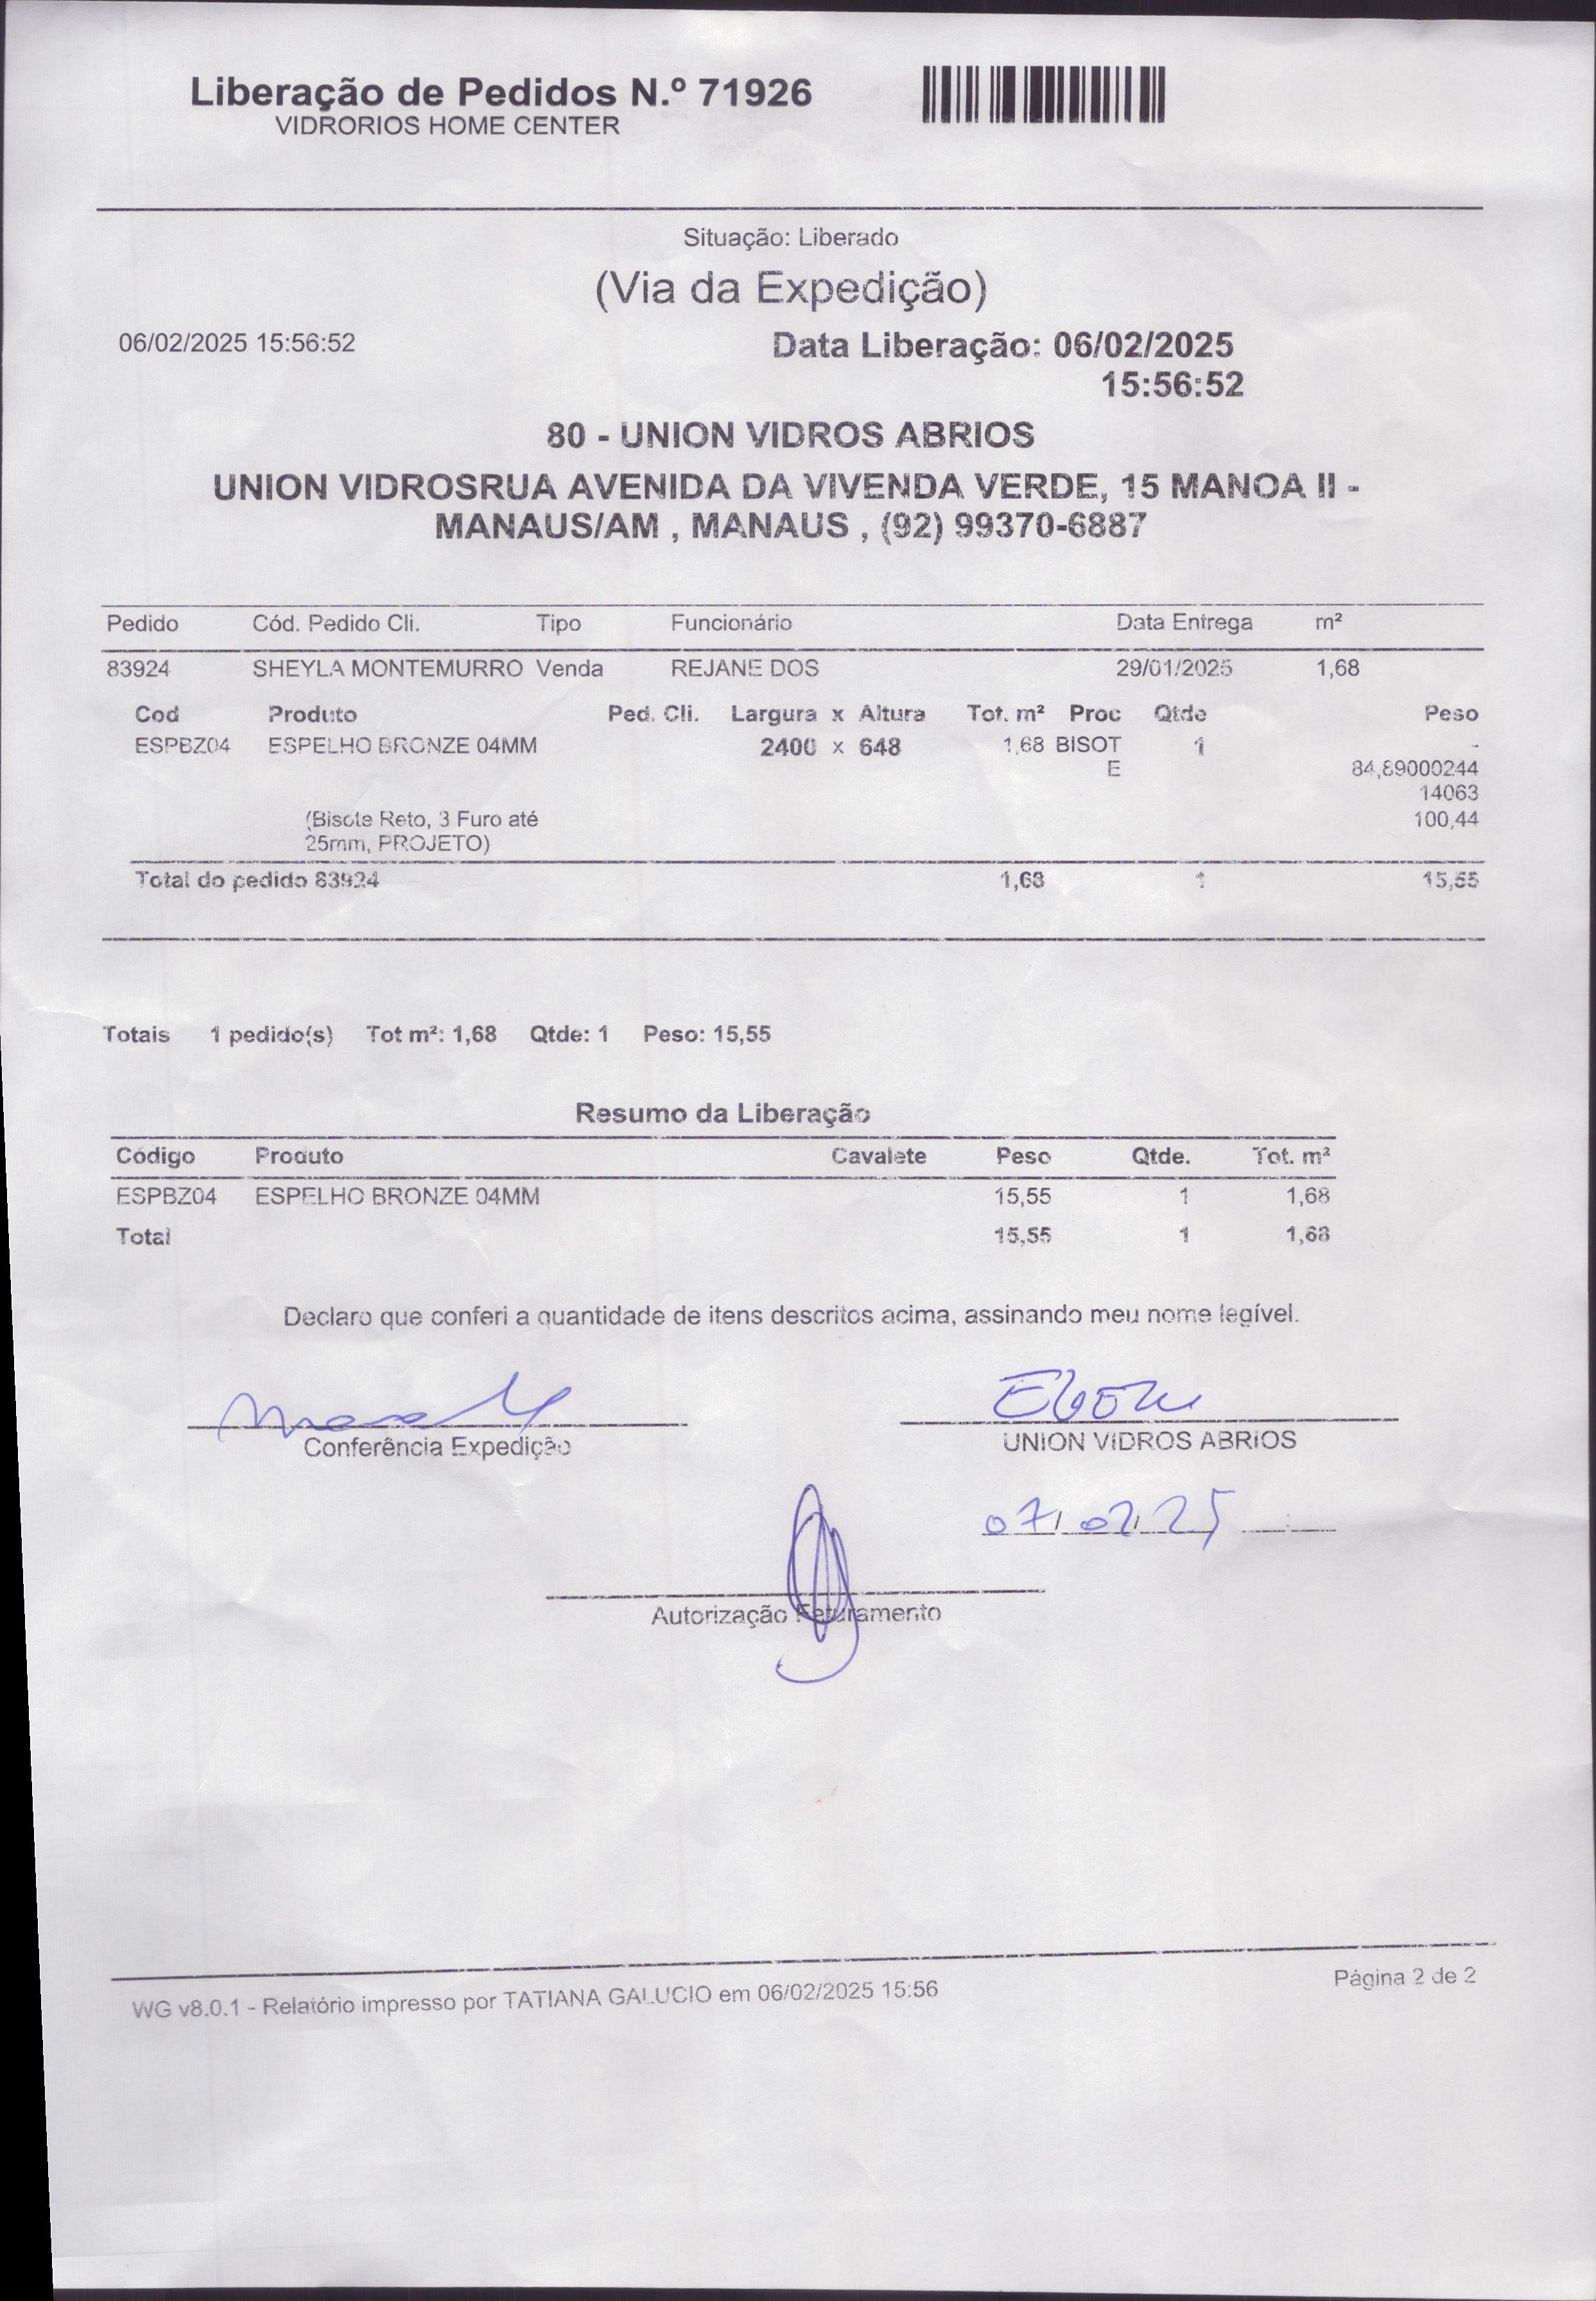 Liberação de Pedidos N.º 71926
VIDRORIOS HOME CENTER
Situação: Liberado
(Via da Expedição)
06/02/2025 15:56:52 Data Liberação: 06/02/2025
15:56:52
80 - UNION VIDROS ABRIOS
UNION VIDROSRUA AVENIDA DA VIVENDA VERDE, 15 MANOA II -
MANAUS/AM , MANAUS , (92) 99370-6887
Pedido Cód. Pedido Cli. Tipo Funcionário Data Entrega m²
83924 SHEYLA MONTEMURRO Venda REJANE DOS 29/01/2025 1,68
Cod Produto Ped. Cli. Largura x Altura Tot. m² Proc Qtde Peso
ESPBZ04 ESPELHO BRONZE 04MM 2400 x 648 1,68 BISOT 1 -
E 84,89000244
14063
(Bisote Reto, 3 Furo até 100,44
25mm, PROJETO)
Total do pedido 83924 1,68 1 15,55
Totais 1 pedido(s) Tot m²: 1,68 Qtde: 1 Peso: 15,55
Resumo da Liberação
Código Produto Cavalete Peso Qtde. Tot. m²
ESPBZ04 ESPELHO BRONZE 04MM 15,55 1 1,68
Total 15,55 1 1,68
Declaro que conferi a quantidade de itens descritos acima, assinando meu nome legível.
Conferência Expedição UNION VIDROS ABRIOS
07/02/25
Autorização Faturamento
WG v8.0.1 - Relatório impresso por TATIANA GALUCIO em 06/02/2025 15:56 Página 2 de 2